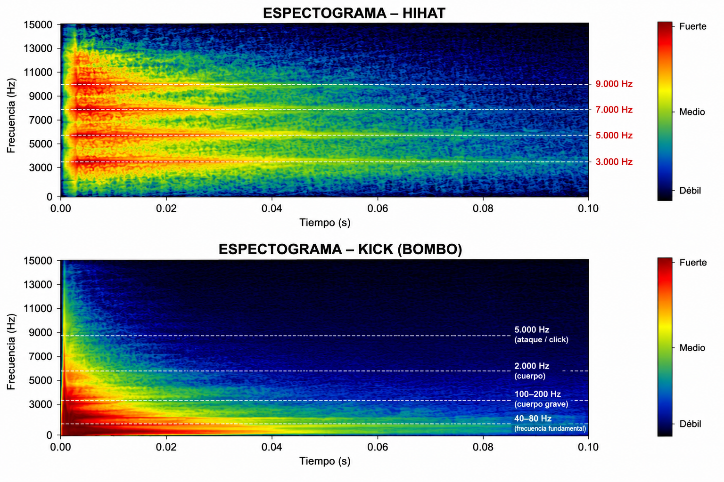 ESPECTOGRAMA – HIHAT
Frecuencia (Hz)
15000
13000
11000
9000
7000
5000
3000
0
9.000 Hz
7.000 Hz
5.000 Hz
3.000 Hz
0.00 0.02 0.04 0.06 0.08 0.10
Tiempo (s)
Fuerte
Medio
Débil
ESPECTOGRAMA – KICK (BOMBO)
Frecuencia (Hz)
15000
13000
11000
9000
7000
5000
3000
0
5.000 Hz
(ataque / click)
2.000 Hz
(cuerpo)
100–200 Hz
(cuerpo grave)
40–80 Hz
(frecuencia fundamental)
0.00 0.02 0.04 0.06 0.08 0.10
Tiempo (s)
Fuerte
Medio
Débil